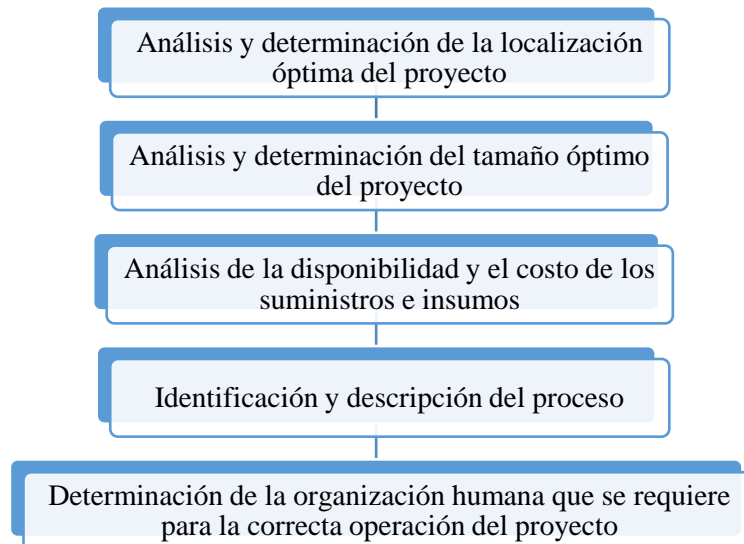 Análisis y determinación de la localización
óptima del proyecto
Análisis y determinación del tamaño óptimo
del proyecto
Análisis de la disponibilidad y el costo de los
suministros e insumos
Identificación y descripción del proceso
Determinación de la organización humana que se requiere
para la correcta operación del proyecto